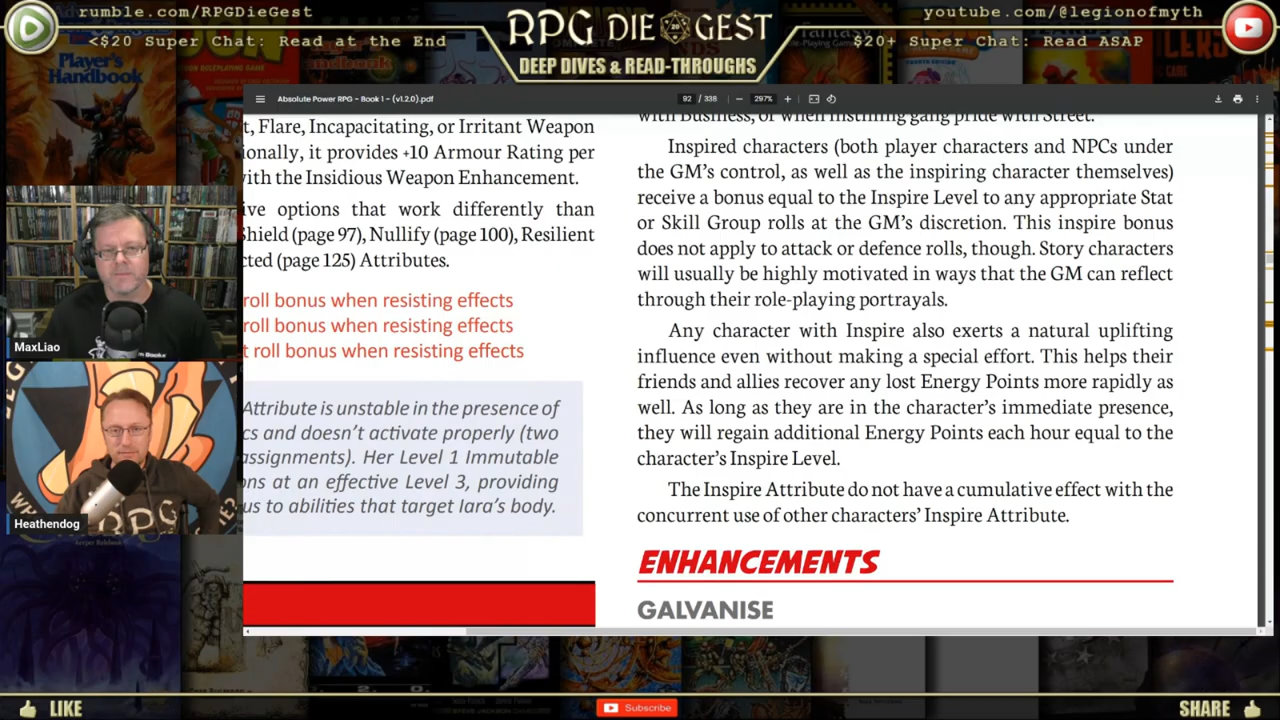 rumble.com/RPGDieGest
<$20 Super Chat: Read at the End
RPG DIE GEST
DEEP DIVES & READ-THROUGHS
youtube.com/@legionofmyth
$20+ Super Chat: Read ASAP
Player's
Handbook
Absolute Power RPG - Book 1 - (v1.2.0).pdf
92 / 338
297%
t, Flare, Incapacitating, or Irritant Weapon
ionally, it provides +10 Armour Rating per
with the Insidious Weapon Enhancement.
ive options that work differently than
Shield (page 97), Nullify (page 100), Resilient
cted (page 125) Attributes.
roll bonus when resisting effects
roll bonus when resisting effects
t roll bonus when resisting effects
Attribute is unstable in the presence of
cs and doesn't activate properly (two
assignments). Her Level 1 Immutable
ons at an effective Level 3, providing
us to abilities that target Iara's body.
with Business, or when instilling gang pride with Street.
Inspired characters (both player characters and NPCs under
the GM's control, as well as the inspiring character themselves)
receive a bonus equal to the Inspire Level to any appropriate Stat
or Skill Group rolls at the GM's discretion. This inspire bonus
does not apply to attack or defence rolls, though. Story characters
will usually be highly motivated in ways that the GM can reflect
through their role-playing portrayals.
Any character with Inspire also exerts a natural uplifting
influence even without making a special effort. This helps their
friends and allies recover any lost Energy Points more rapidly as
well. As long as they are in the character's immediate presence,
they will regain additional Energy Points each hour equal to the
character's Inspire Level.
The Inspire Attribute do not have a cumulative effect with the
concurrent use of other characters' Inspire Attribute.
ENHANCEMENTS
GALVANISE
MaxLiao
Heathendog
LIKE
Subscribe
SHARE